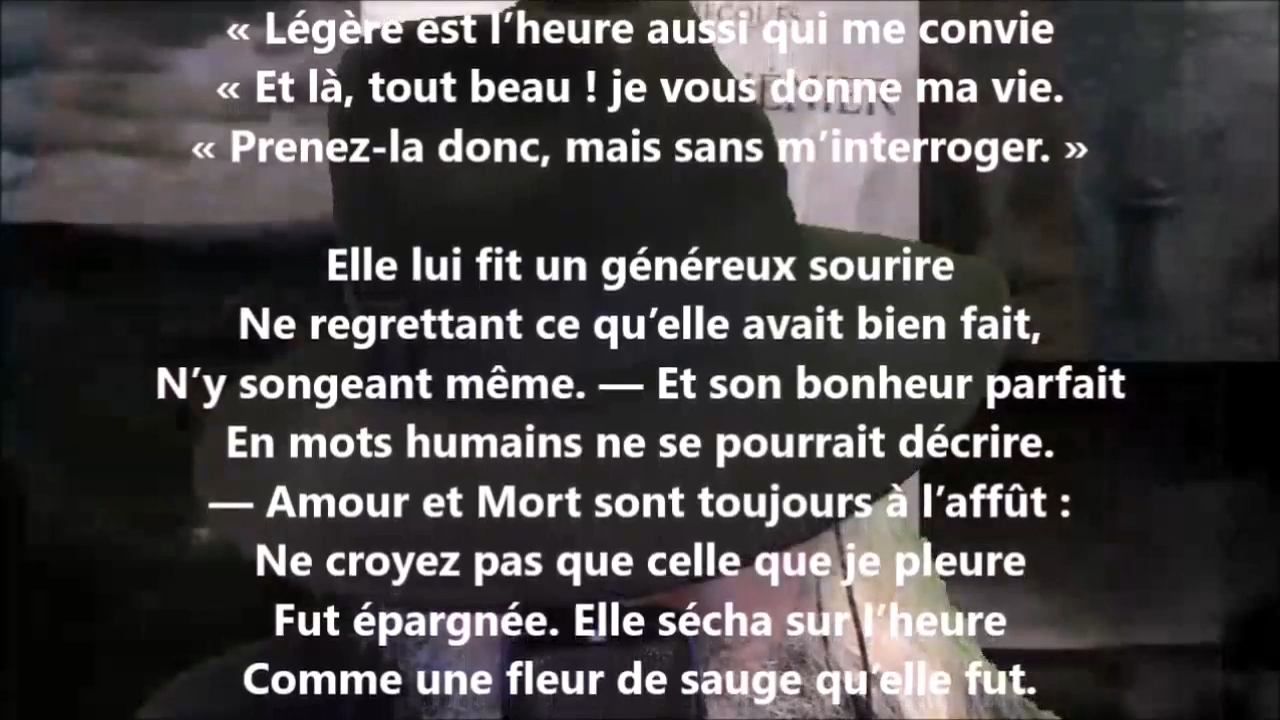 « Légère est l’heure aussi qui me convie
« Et là, tout beau ! je vous donne ma vie.
« Prenez-la donc, mais sans m’interroger. »
Elle lui fit un généreux sourire
Ne regrettant ce qu’elle avait bien fait,
N’y songeant même. — Et son bonheur parfait
En mots humains ne se pourrait décrire.
— Amour et Mort sont toujours à l’affût :
Ne croyez pas que celle que je pleure
Fut épargnée. Elle sécha sur l’heure
Comme une fleur de sauge qu’elle fut.